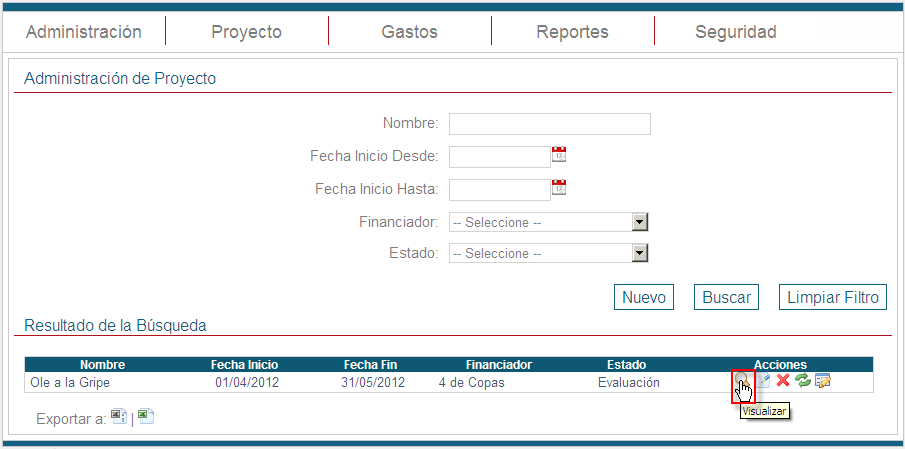 Administración Proyecto Gastos Reportes Seguridad
Administración de Proyecto
Nombre:
Fecha Inicio Desde:
Fecha Inicio Hasta:
Financiador: -- Seleccione --
Estado: -- Seleccione --
Nuevo Buscar Limpiar Filtro
Resultado de la Búsqueda
Nombre Fecha Inicio Fecha Fin Financiador Estado Acciones
Ole a la Gripe 01/04/2012 31/05/2012 4 de Copas Evaluación
Visualizar
Exportar a: |